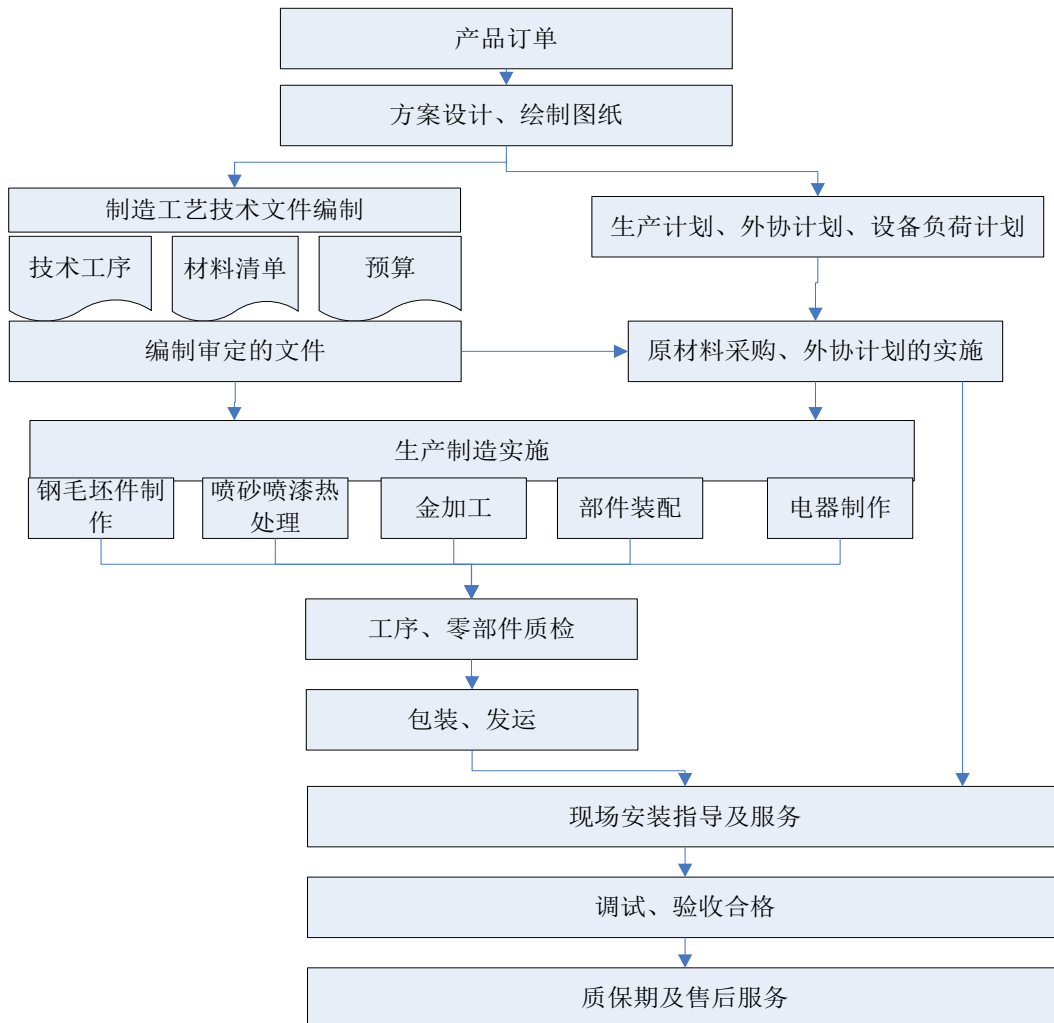 产品订单
方案设计、绘制图纸
制造工艺技术文件编制
生产计划、外协计划、设备负荷计划
技术工序
材料清单
预算
编制审定的文件
原材料采购、外协计划的实施
生产制造实施
钢毛坯件制
作
喷砂喷漆热
处理
金加工
部件装配
电器制作
工序、零部件质检
包装、发运
现场安装指导及服务
调试、验收合格
质保期及售后服务